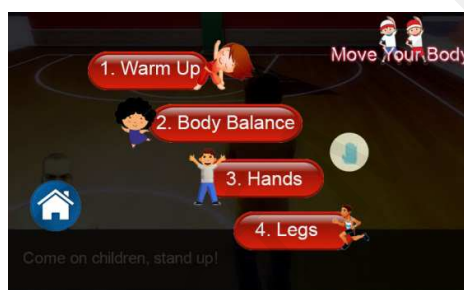 Move Your Body
1. Warm Up
2. Body Balance
3. Hands
4. Legs
Come on children, stand up!